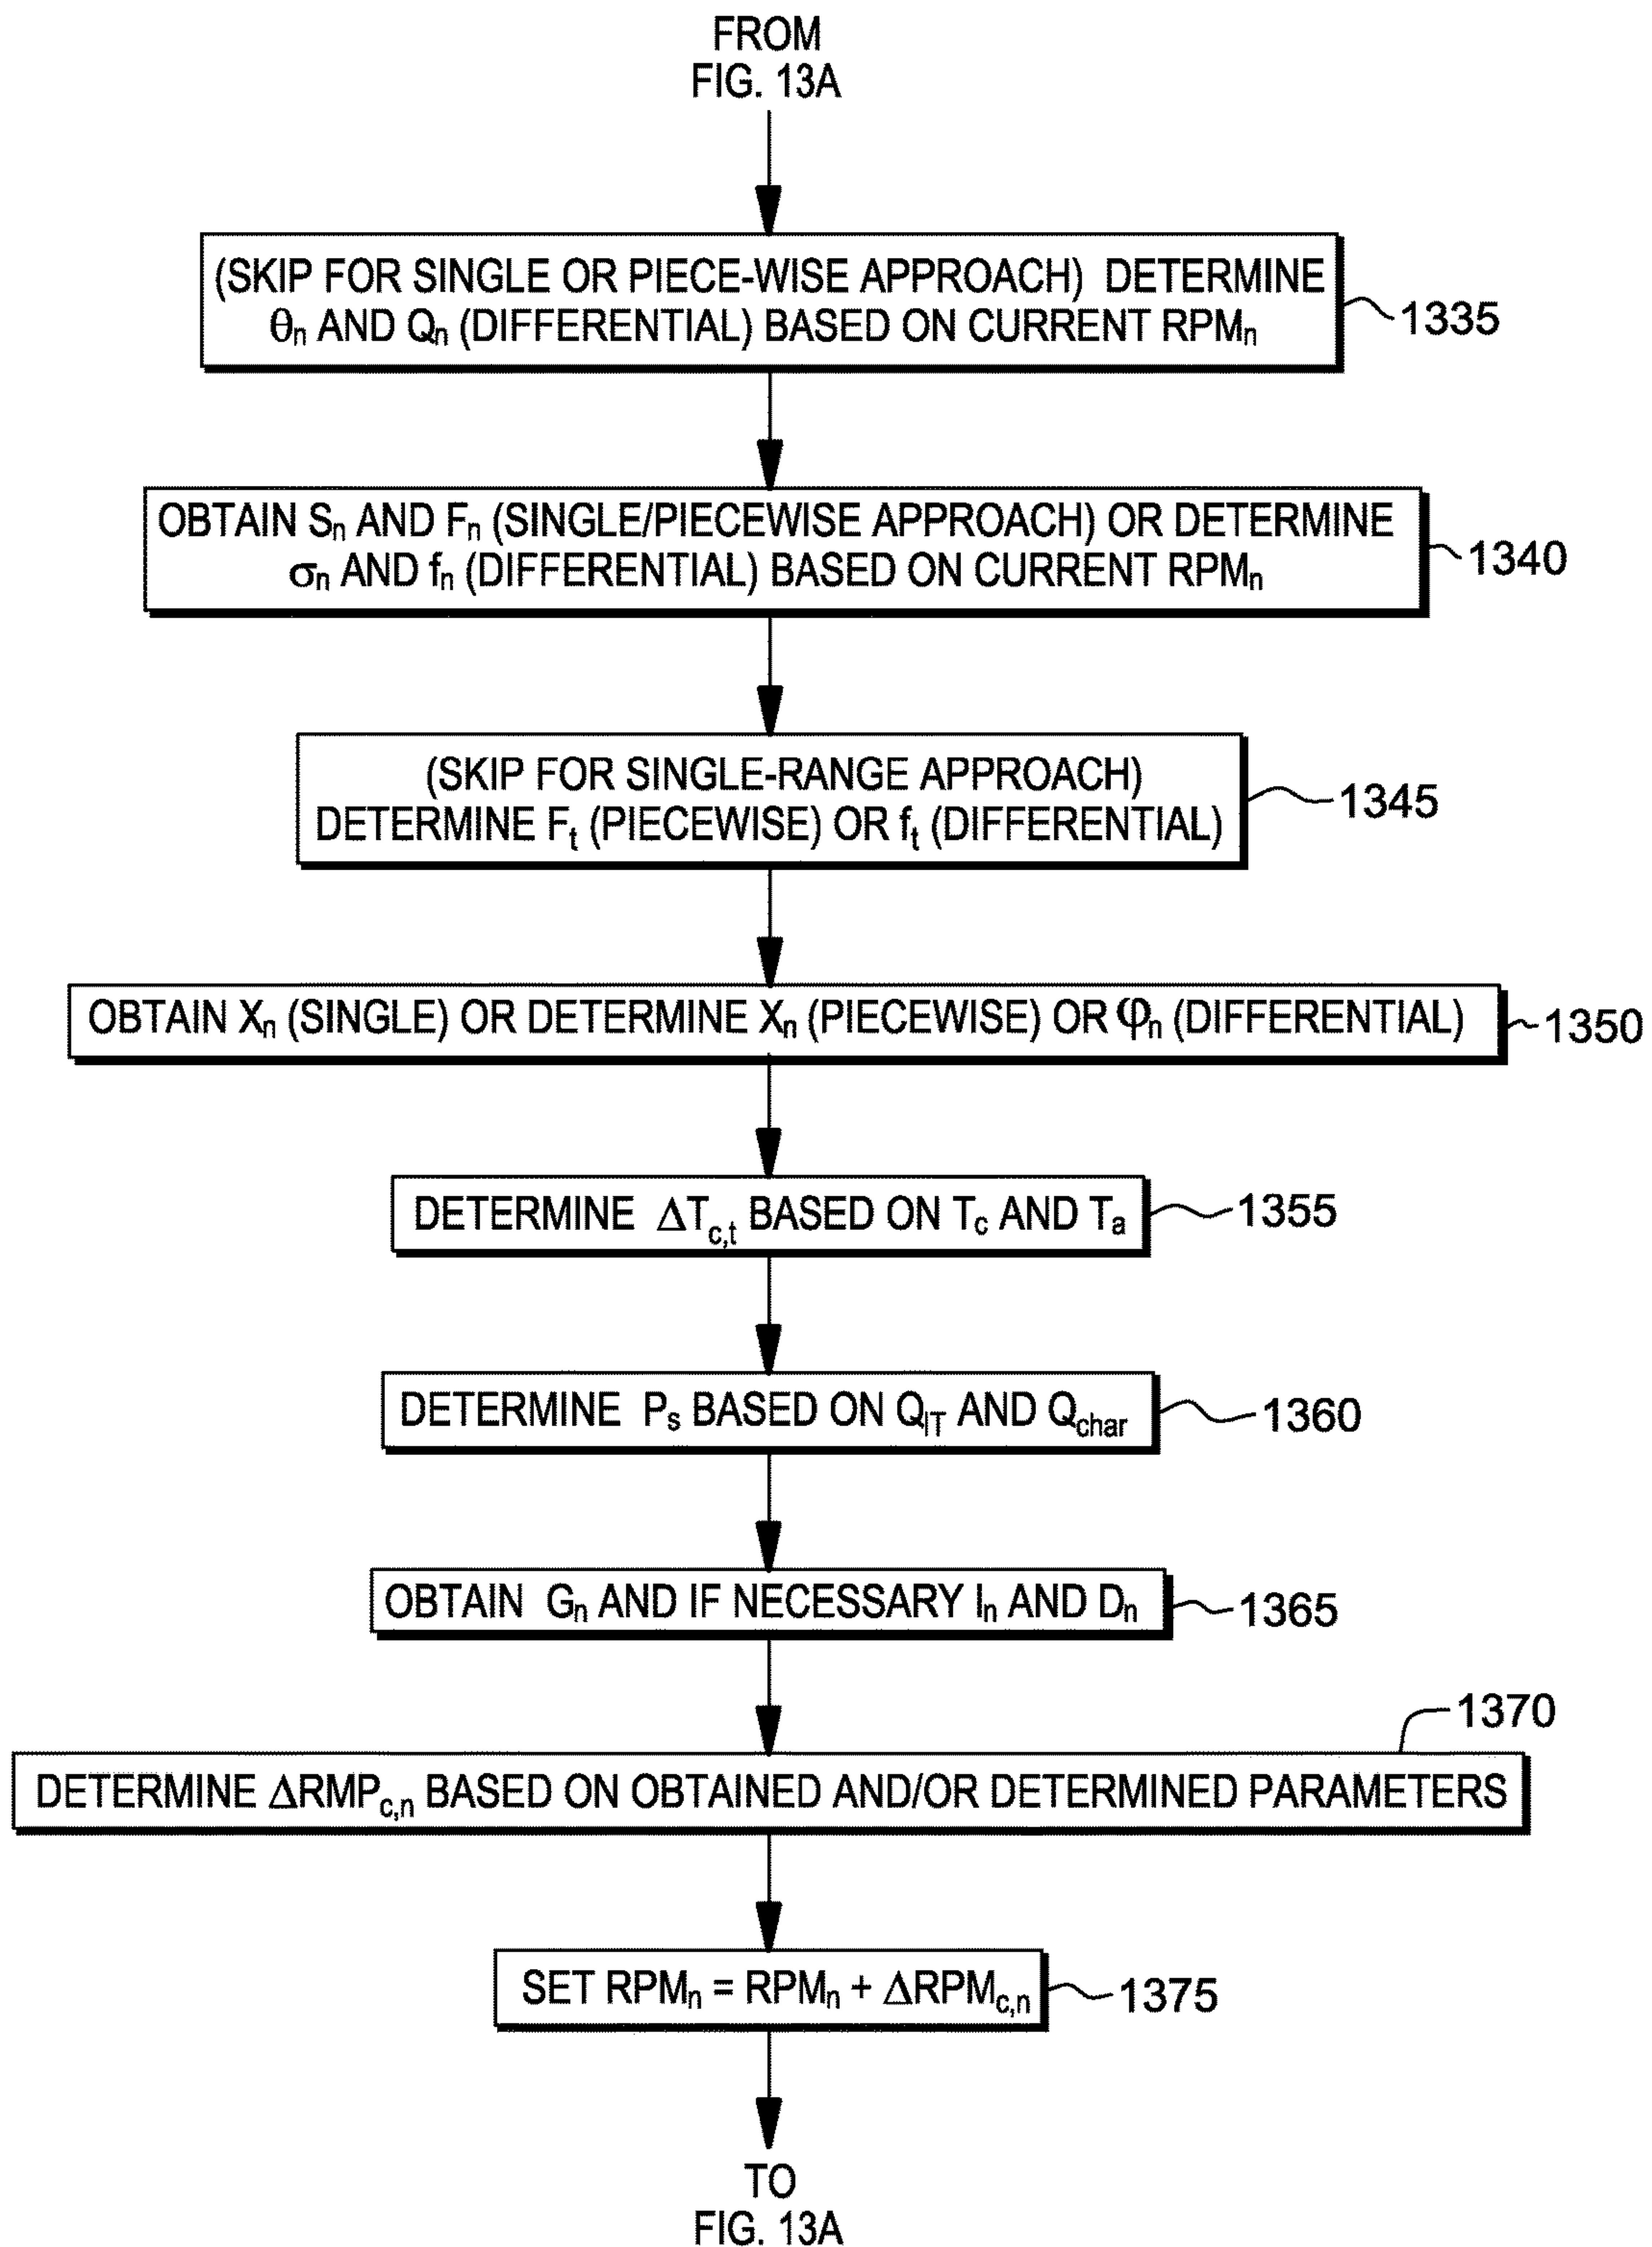 FROM
FIG. 13A
(SKIP FOR SINGLE OR PIECE-WISE APPROACH) DETERMINE
θn AND Qn (DIFFERENTIAL) BASED ON CURRENT RPMn
1335
OBTAIN Sn AND Fn (SINGLE/PIECEWISE APPROACH) OR DETERMINE
σn AND fn (DIFFERENTIAL) BASED ON CURRENT RPMn
1340
(SKIP FOR SINGLE-RANGE APPROACH)
DETERMINE Ft (PIECEWISE) OR ft (DIFFERENTIAL)
1345
OBTAIN Xn (SINGLE) OR DETERMINE Xn (PIECEWISE) OR φn (DIFFERENTIAL)
1350
DETERMINE ΔTc,t BASED ON Tc AND Ta
1355
DETERMINE Ps BASED ON QIT AND Qchar
1360
OBTAIN Gn AND IF NECESSARY In AND Dn
1365
1370
DETERMINE ΔRMPc,n BASED ON OBTAINED AND/OR DETERMINED PARAMETERS
SET RPMn = RPMn + ΔRPMc,n
1375
TO
FIG. 13A